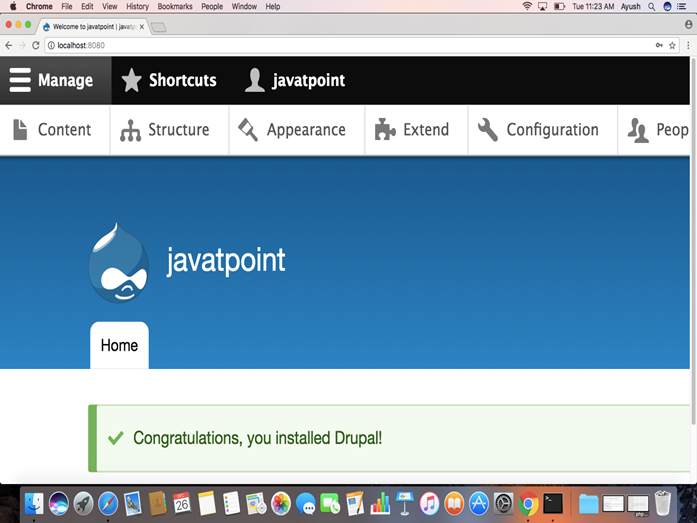 Chrome File Edit View History Bookmarks People Window Help Tue 11:23 AM Ayush
Welcome to javatpoint | javatp
localhost:8080
Manage Shortcuts javatpoint
Content Structure Appearance Extend Configuration Peop
javatpoint
Home
Congratulations, you installed Drupal!
26